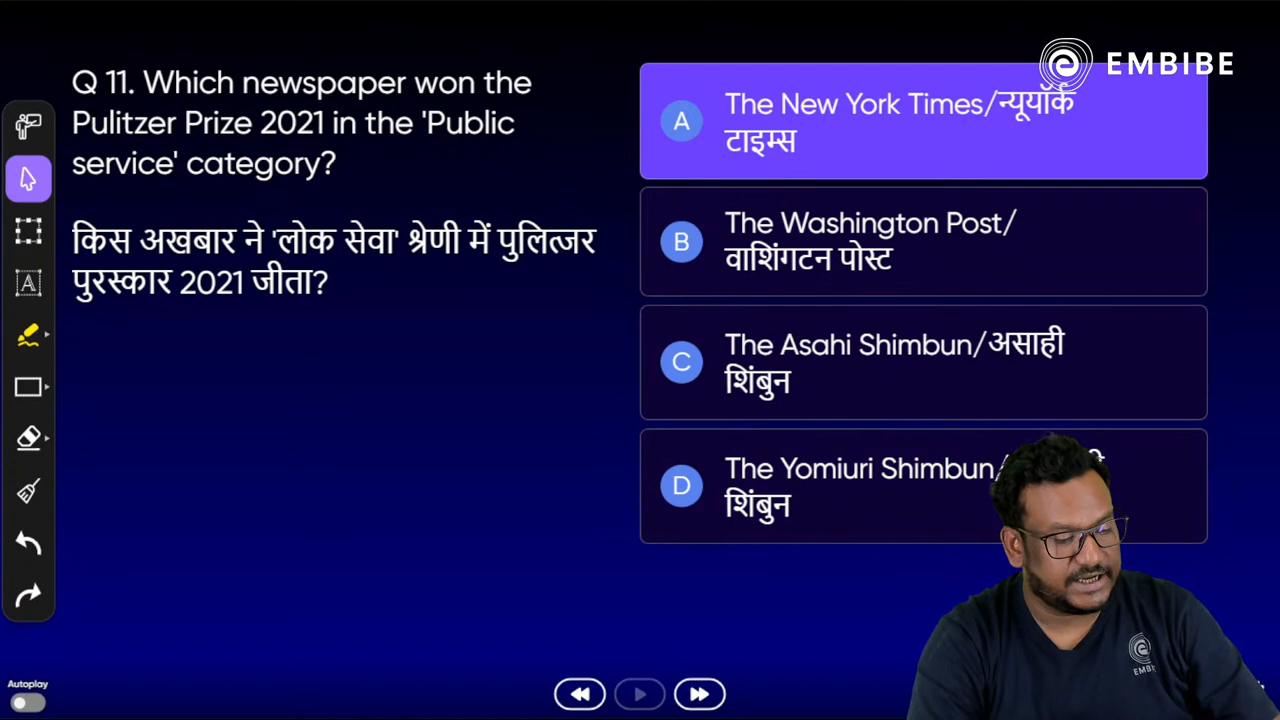 EMBIBE
Q 11. Which newspaper won the
Pulitzer Prize 2021 in the 'Public
service' category?
किस अखबार ने 'लोक सेवा' श्रेणी में पुलित्जर
पुरस्कार 2021 जीता?
A
The New York Times/न्यूयॉर्क
टाइम्स
B
The Washington Post/
वाशिंगटन पोस्ट
C
The Asahi Shimbun/असाही
शिंबुन
D
The Yomiuri Shimbun/
शिंबुन
A
Autoplay
EMBIBE